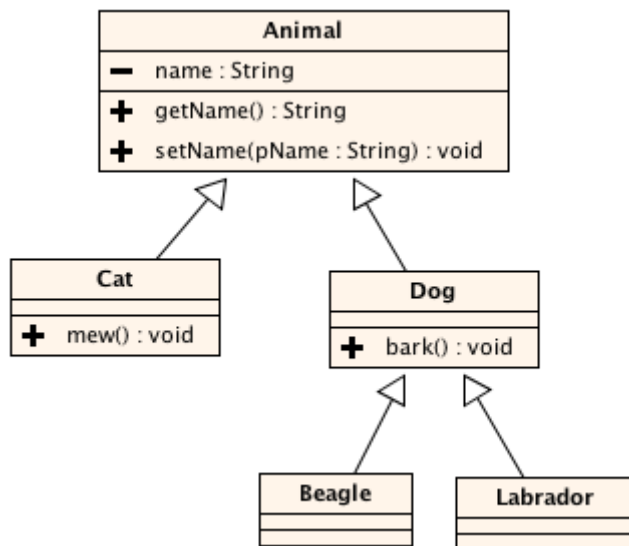 Animal
− name : String
+ getName() : String
+ setName(pName : String) : void
Cat
+ mew() : void
Dog
+ bark() : void
Beagle
Labrador